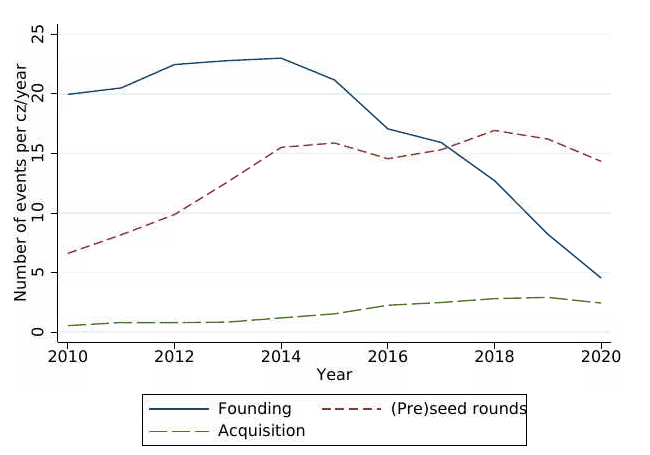 Number of events per cz/year
25
20
15
10
5
0
2010 2012 2014 2016 2018 2020
Year
Founding (Pre)seed rounds
Acquisition